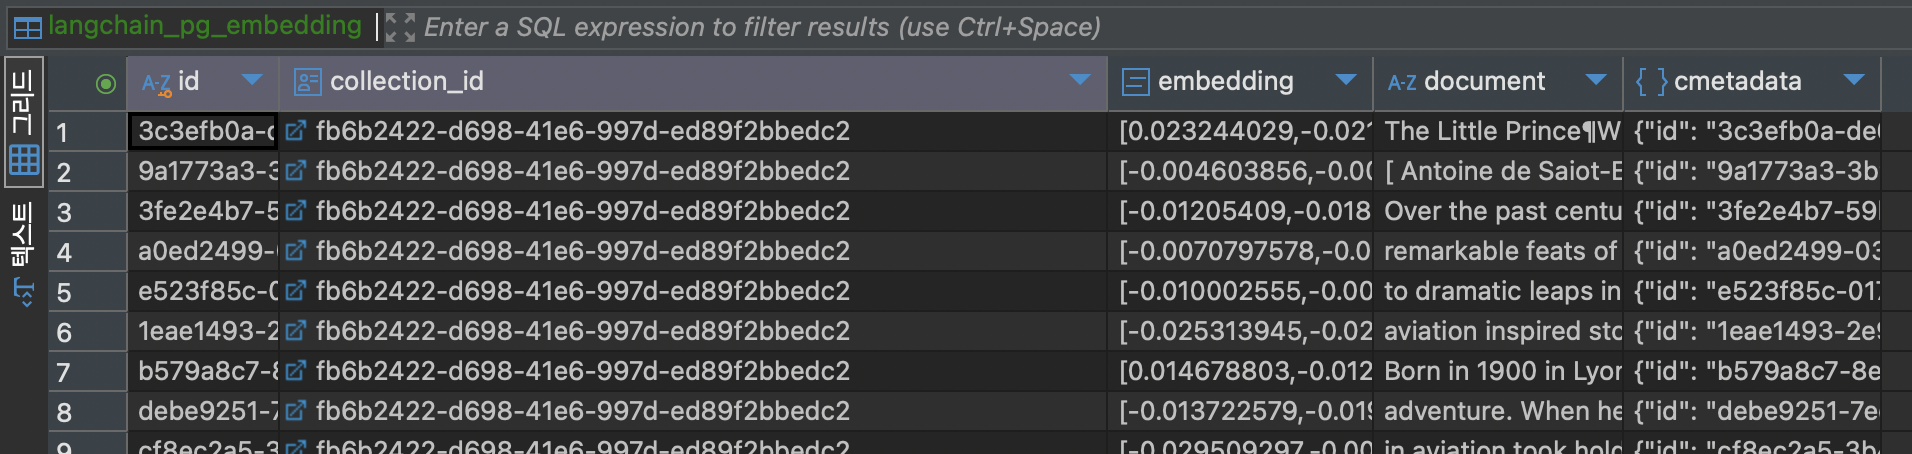 langchain_pg_embedding Enter a SQL expression to filter results (use Ctrl+Space)
그리드
텍스트
id collection_id embedding document cmetadata
1 3c3efb0a- fb6b2422-d698-41e6-997d-ed89f2bbedc2 [0.023244029,-0.021 The Little Prince¶W {"id": "3c3efb0a-de
2 9a1773a3-3 fb6b2422-d698-41e6-997d-ed89f2bbedc2 [-0.004603856,-0.00 [ Antoine de Saiot-E {"id": "9a1773a3-3b
3 3fe2e4b7-5 fb6b2422-d698-41e6-997d-ed89f2bbedc2 [-0.01205409,-0.018 Over the past centu {"id": "3fe2e4b7-59
4 a0ed2499- fb6b2422-d698-41e6-997d-ed89f2bbedc2 [-0.0070797578,-0.0 remarkable feats of {"id": "a0ed2499-03
5 e523f85c-0 fb6b2422-d698-41e6-997d-ed89f2bbedc2 [-0.010002555,-0.00 to dramatic leaps in {"id": "e523f85c-017
6 1eae1493-2 fb6b2422-d698-41e6-997d-ed89f2bbedc2 [-0.025313945,-0.02 aviation inspired sto {"id": "1eae1493-2e9
7 b579a8c7-8 fb6b2422-d698-41e6-997d-ed89f2bbedc2 [0.014678803,-0.012 Born in 1900 in Lyon {"id": "b579a8c7-8e
8 debe9251-7 fb6b2422-d698-41e6-997d-ed89f2bbedc2 [-0.013722579,-0.019 adventure. When he {"id": "debe9251-7e
9 cf8ec2a5-3 fb6b2422-d698-41e6-997d-ed89f2bbedc2 [-0.029509297,-0.00 in aviation took hold {"id": "cf8ec2a5-3b